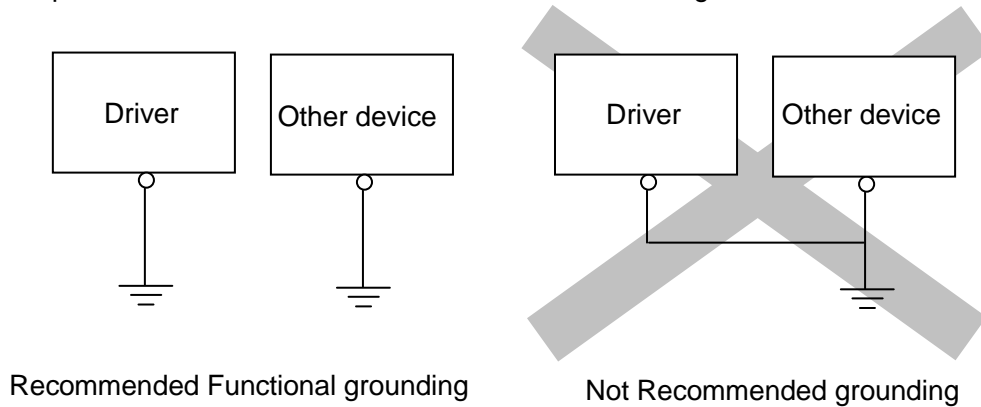 Driver
Other device
Driver
Other device
Recommended Functional grounding
Not Recommended grounding